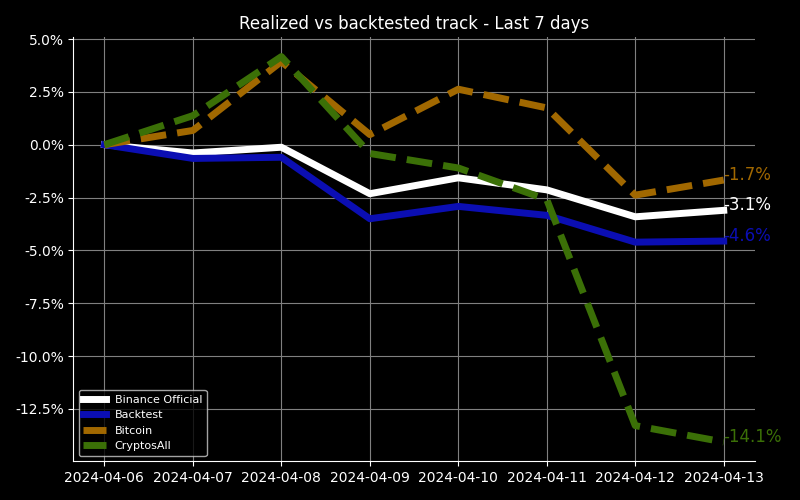 Realized vs backtested track - Last 7 days
5.0%
2.5%
0.0%
-2.5%
-5.0%
-7.5%
-10.0%
-12.5%
-1.7%
-3.1%
-4.6%
-14.1%
Binance Official
Backtest
Bitcoin
CryptosAll
2024-04-06 2024-04-07 2024-04-08 2024-04-09 2024-04-10 2024-04-11 2024-04-12 2024-04-13